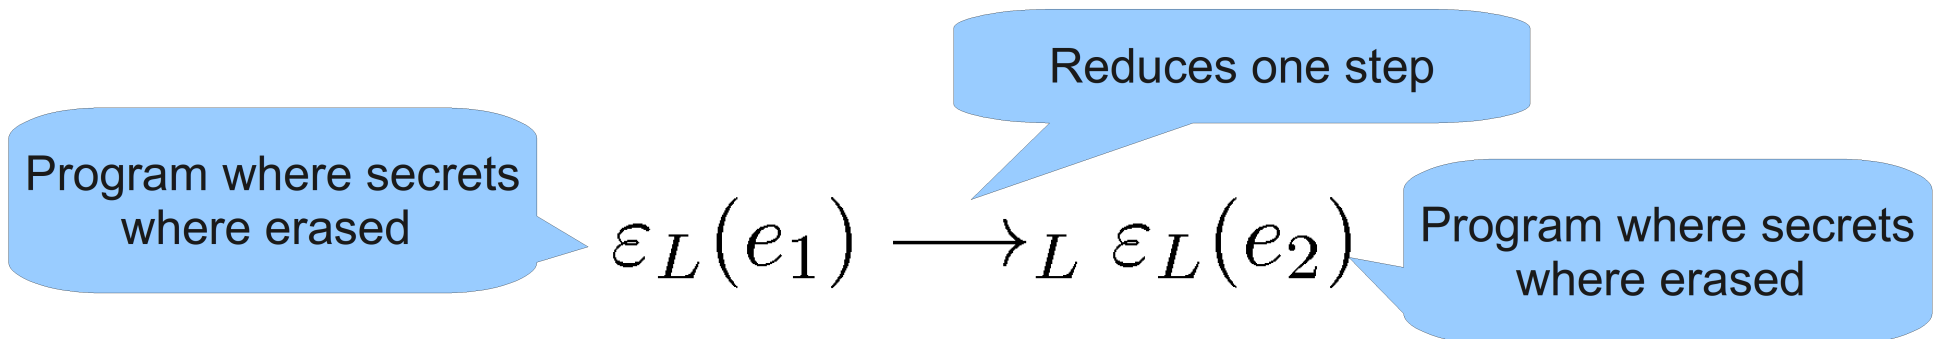 Reduces one step
Program where secrets
where erased
ε_L(e_1) ⟶_L ε_L(e_2)
Program where secrets
where erased